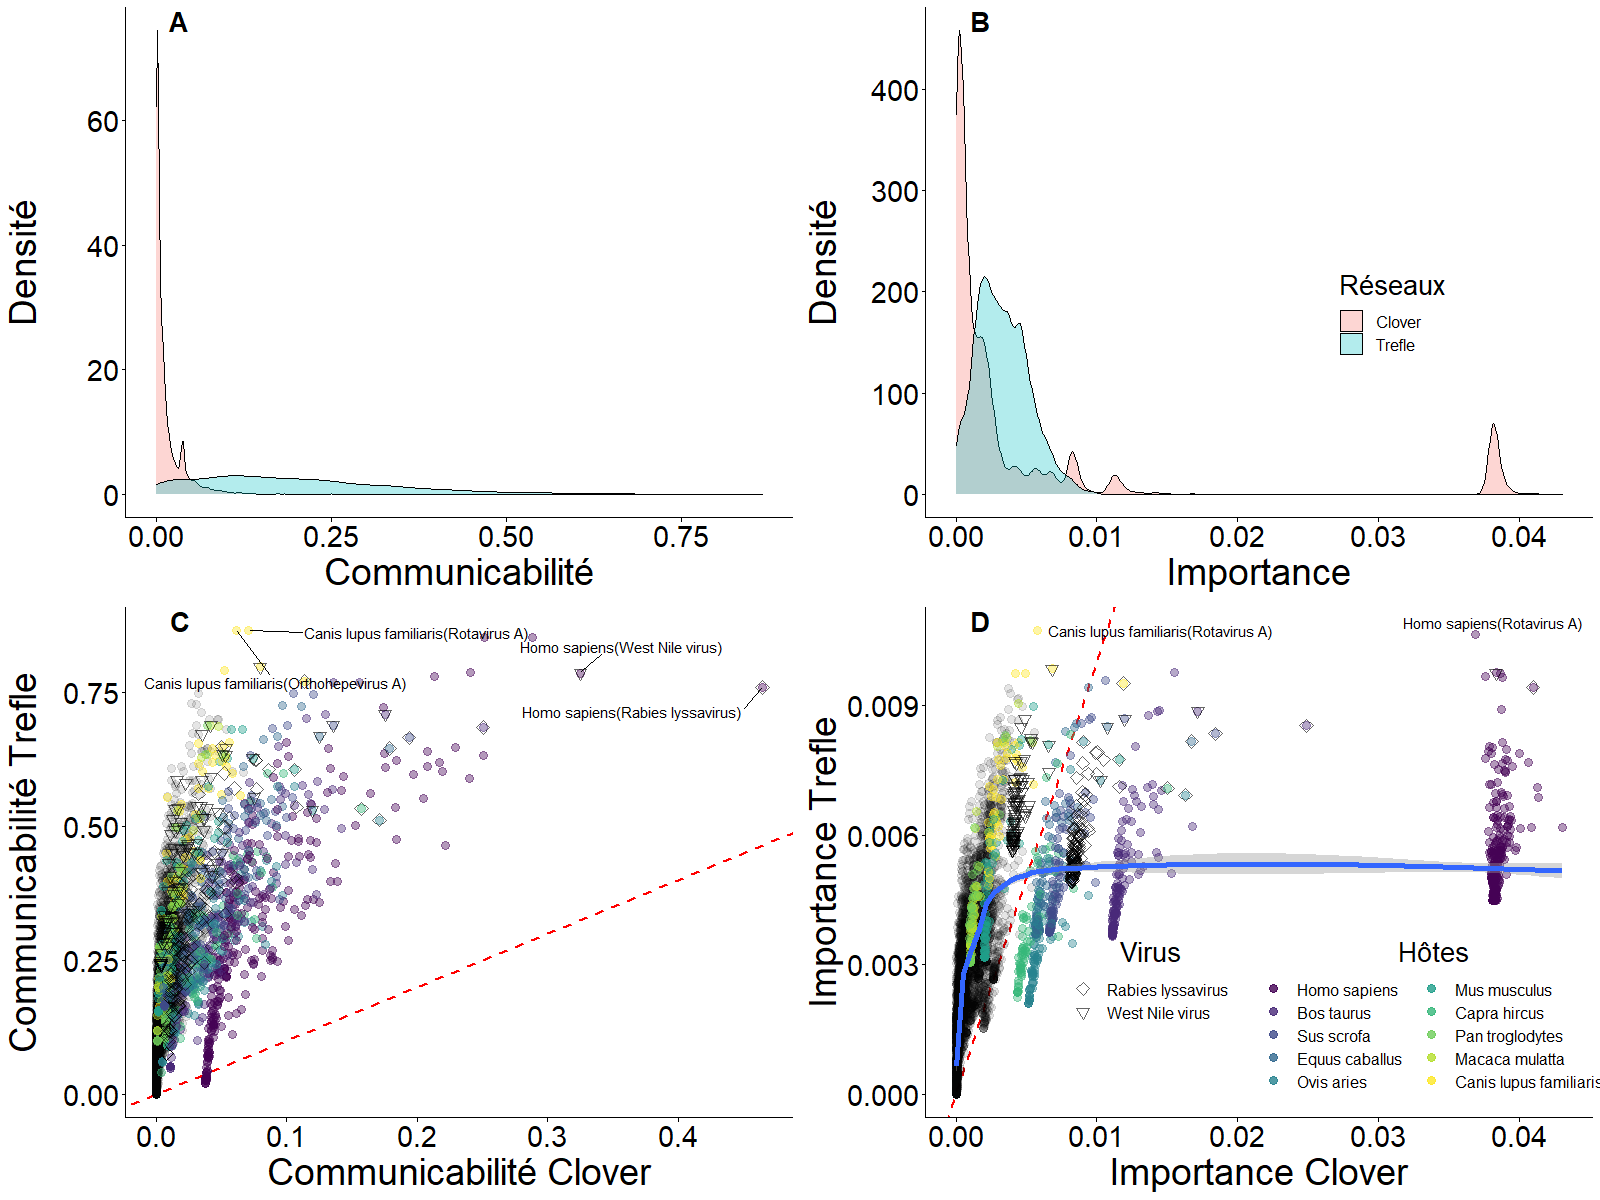 A
Densité
60
40
20
0
0.00 0.25 0.50 0.75
Communicabilité
B
Densité
400
300
200
100
0
Réseaux
Clover
Trefle
0.00 0.01 0.02 0.03 0.04
Importance
C
Communicabilité Trefle
0.75
0.50
0.25
0.00
Canis lupus familiaris(Rotavirus A)
Homo sapiens(West Nile virus)
Canis lupus familiaris(Orthohepevirus A)
Homo sapiens(Rabies lyssavirus)
0.0 0.1 0.2 0.3 0.4
Communicabilité Clover
D
Importance Trefle
0.009
0.006
0.003
0.000
Homo sapiens(Rotavirus A)
Canis lupus familiaris(Rotavirus A)
Virus
Rabies lyssavirus
West Nile virus
Hôtes
Homo sapiens
Bos taurus
Sus scrofa
Equus caballus
Ovis aries
Mus musculus
Capra hircus
Pan troglodytes
Macaca mulatta
Canis lupus familiaris
0.00 0.01 0.02 0.03 0.04
Importance Clover